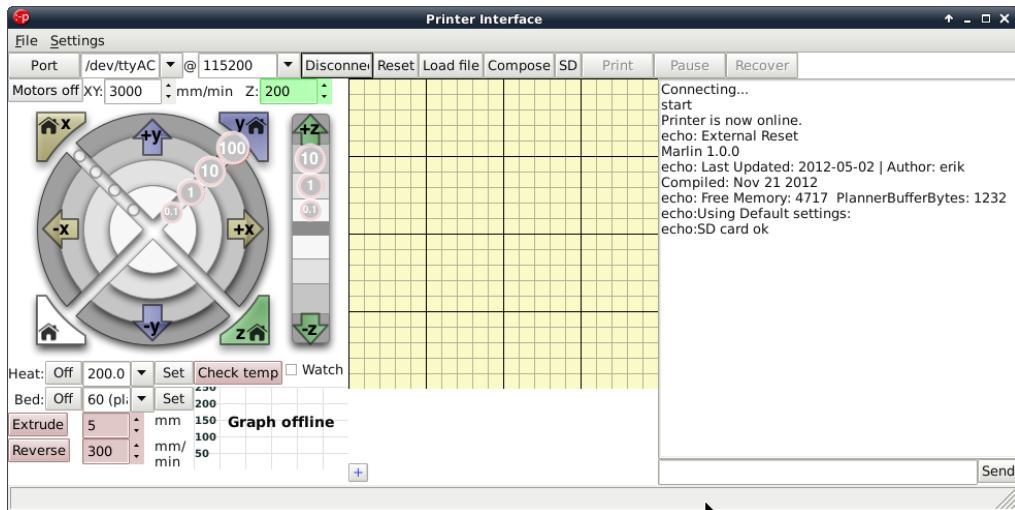 Printer Interface
File Settings
Port /dev/ttyAC @ 115200 Disconne Reset Load file Compose SD Print Pause Recover
Motors off XY: 3000 mm/min Z: 200
x +y y 100 10 1 0.1 -x +x -y z
+z 10 1 0.1 -z
Heat: Off 200.0 Set Check temp Watch
Bed: Off 60 (pla Set
Extrude 5 mm
Reverse 300 mm/
min
250
200
150 Graph offline
100
50
+
Connecting...
start
Printer is now online.
echo: External Reset
Marlin 1.0.0
echo: Last Updated: 2012-05-02 | Author: erik
Compiled: Nov 21 2012
echo: Free Memory: 4717 PlannerBufferBytes: 1232
echo:Using Default settings:
echo:SD card ok
Send